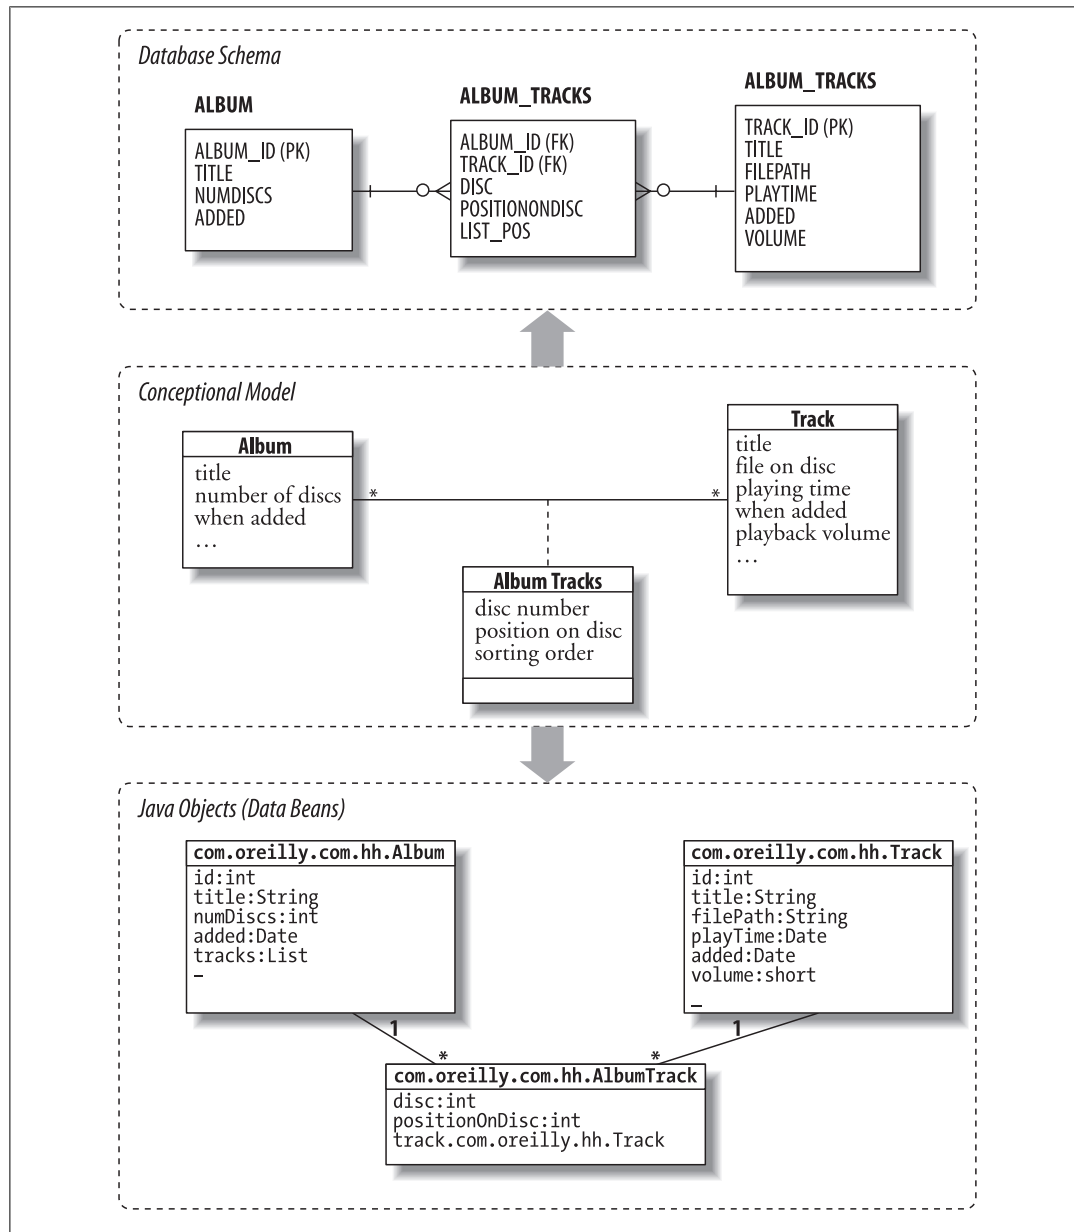 Database Schema
ALBUM
ALBUM_ID (PK)
TITLE
NUMDISCS
ADDED
ALBUM_TRACKS
ALBUM_ID (FK)
TRACK_ID (FK)
DISC
POSITIONONDISC
LIST_POS
ALBUM_TRACKS
TRACK_ID (PK)
TITLE
FILEPATH
PLAYTIME
ADDED
VOLUME
Conceptional Model
Album
title
number of discs
when added
…
*
*
Track
title
file on disc
playing time
when added
playback volume
…
Album Tracks
disc number
position on disc
sorting order
Java Objects (Data Beans)
com.oreilly.com.hh.Album
id:int
title:String
numDiscs:int
added:Date
tracks:List
_
com.oreilly.com.hh.Track
id:int
title:String
filePath:String
playTime:Date
added:Date
volume:short
_
1
*
1
*
com.oreilly.com.hh.AlbumTrack
disc:int
positionOnDisc:int
track.com.oreilly.hh.Track